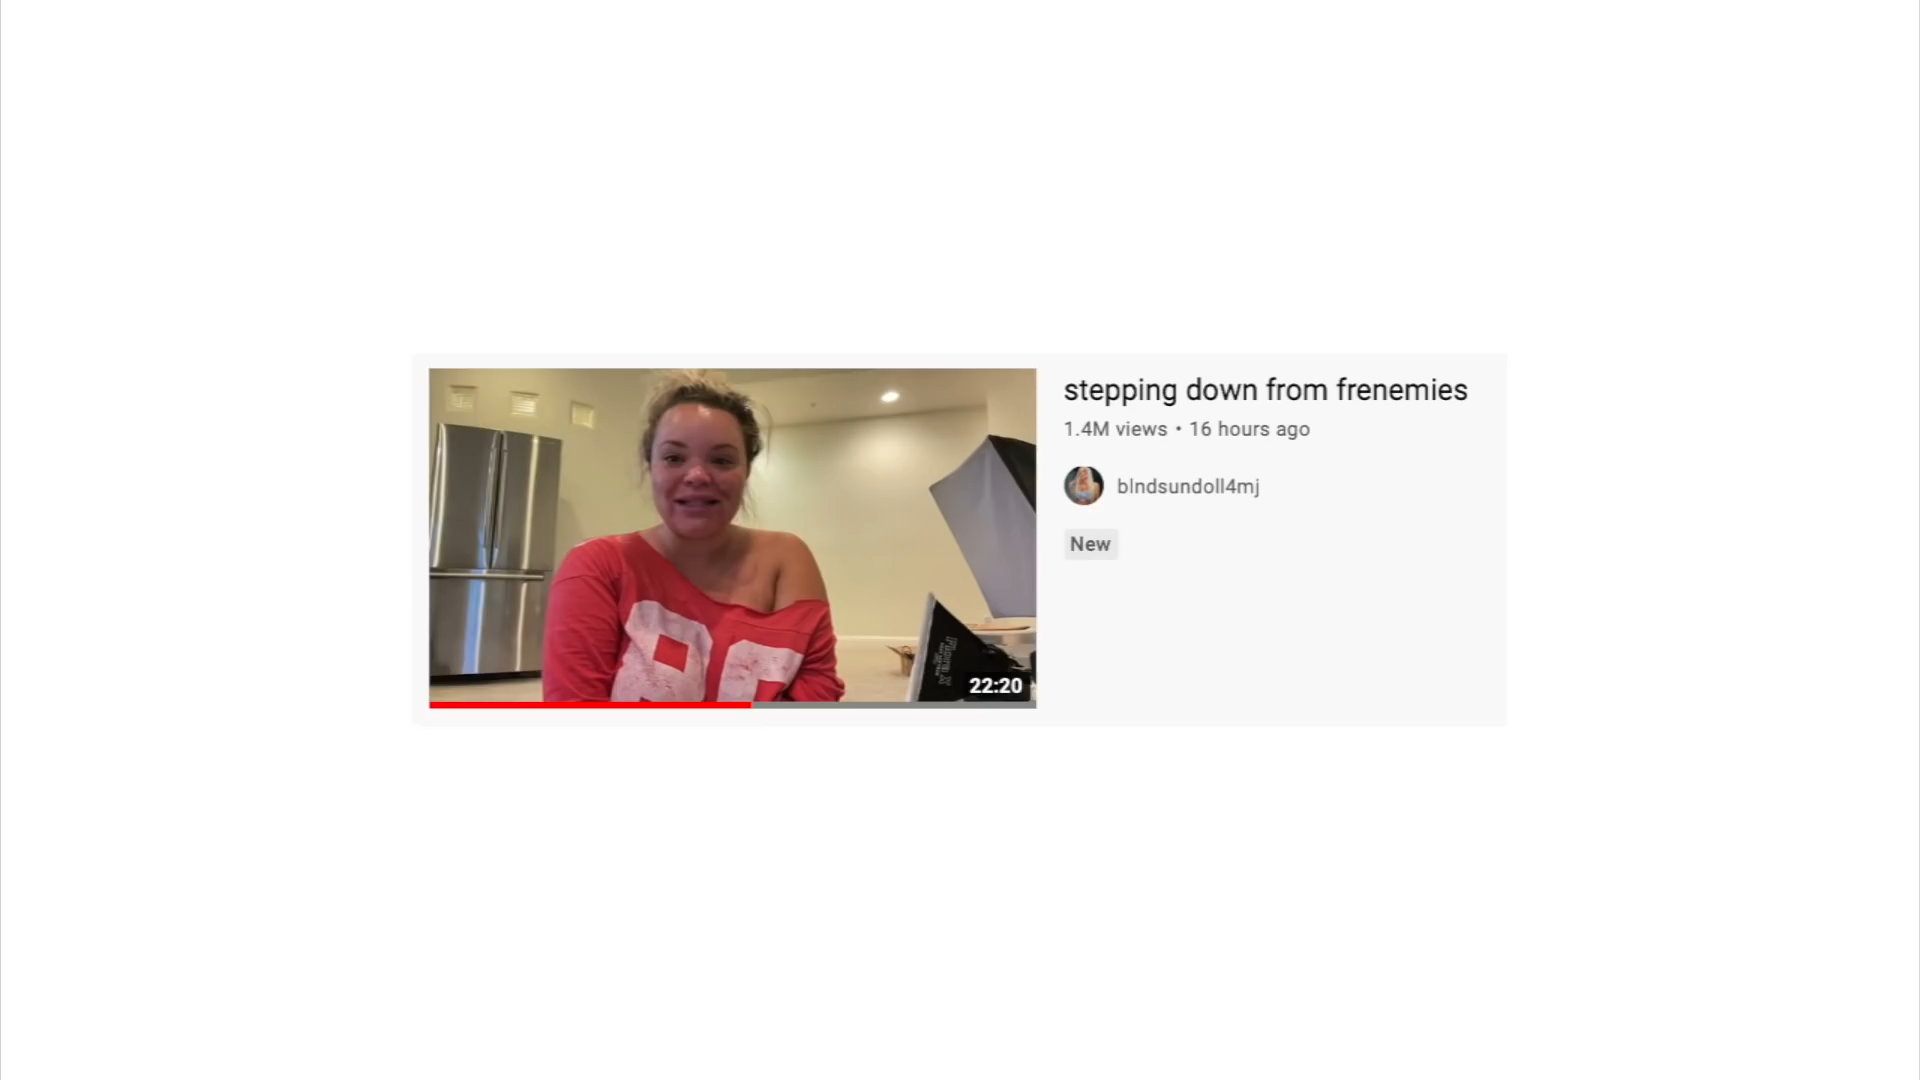 stepping down from frenemies
1.4M views • 16 hours ago
blndsundoll4mj
New
22:20